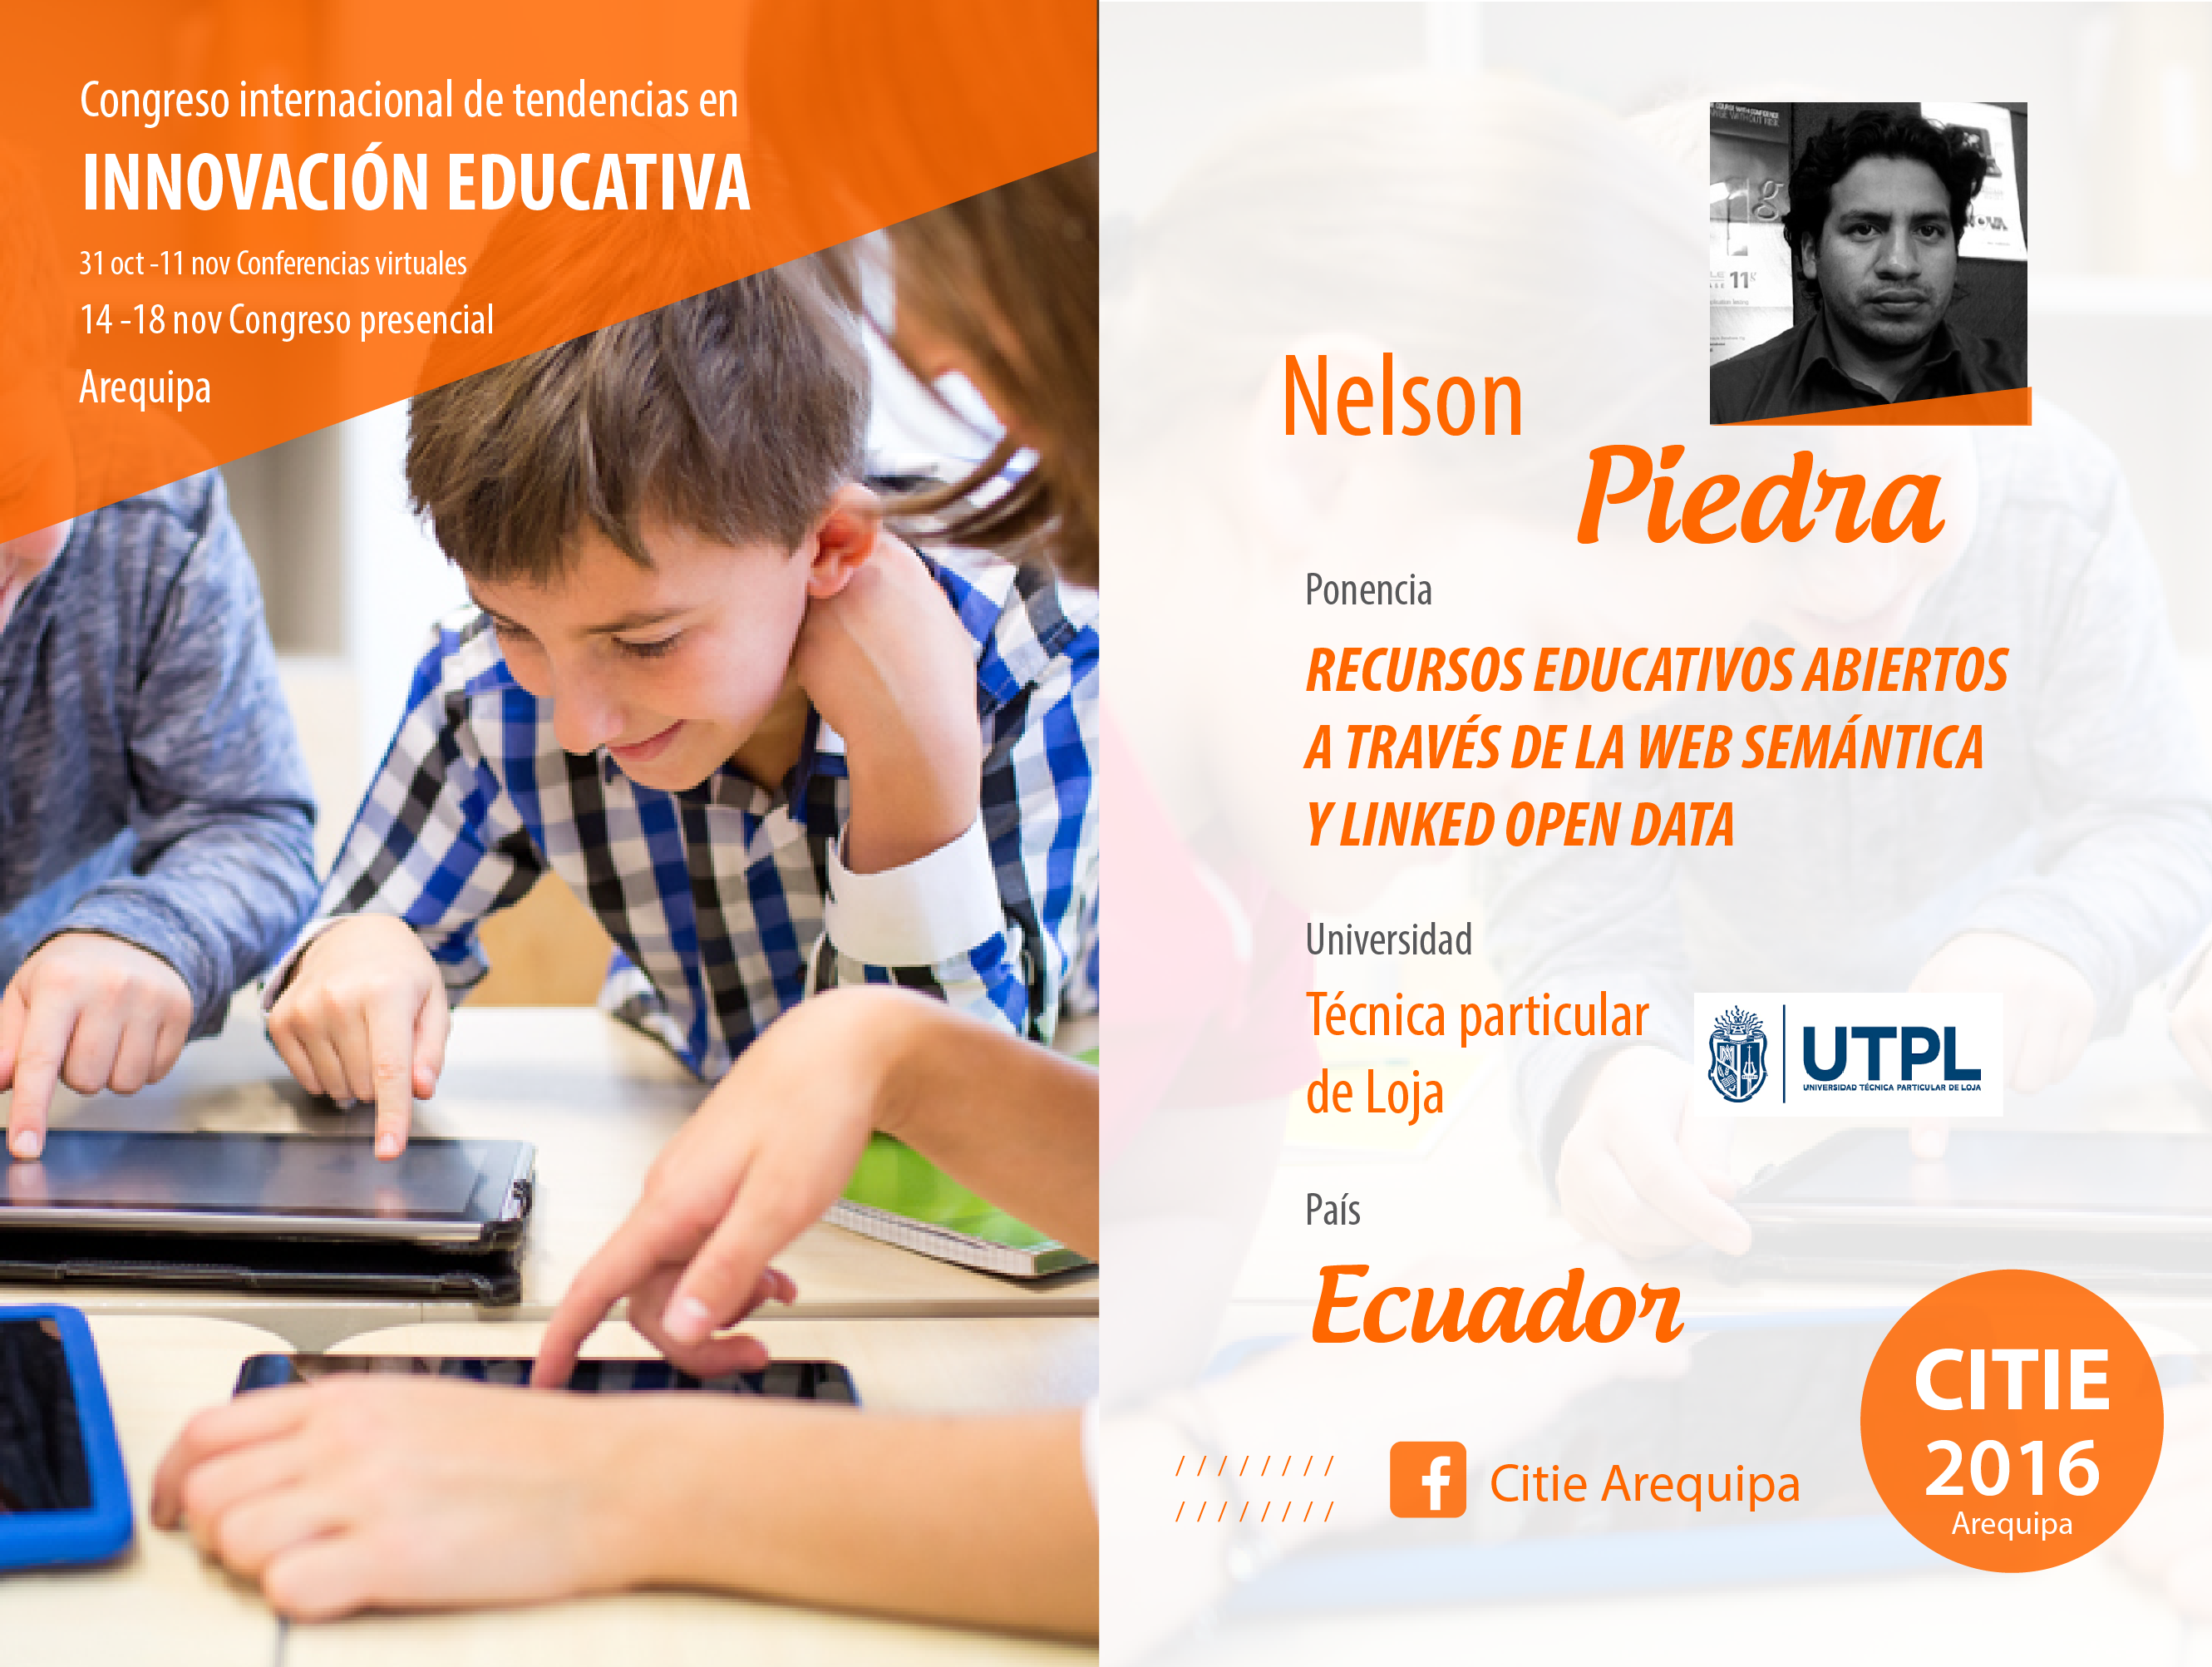 Congreso internacional de tendencias en
INNOVACIÓN EDUCATIVA
31 oct -11 nov Conferencias virtuales
14 -18 nov Congreso presencial
Arequipa
11g
Nelson
Piedra
Ponencia
RECURSOS EDUCATIVOS ABIERTOS
A TRAVÉS DE LA WEB SEMÁNTICA
Y LINKED OPEN DATA
Universidad
Técnica particular
de Loja
UTPL
UNIVERSIDAD TÉCNICA PARTICULAR DE LOJA
País
Ecuador
/ / / / / / / /
/ / / / / / / /
f Citie Arequipa
CITIE
2016
Arequipa